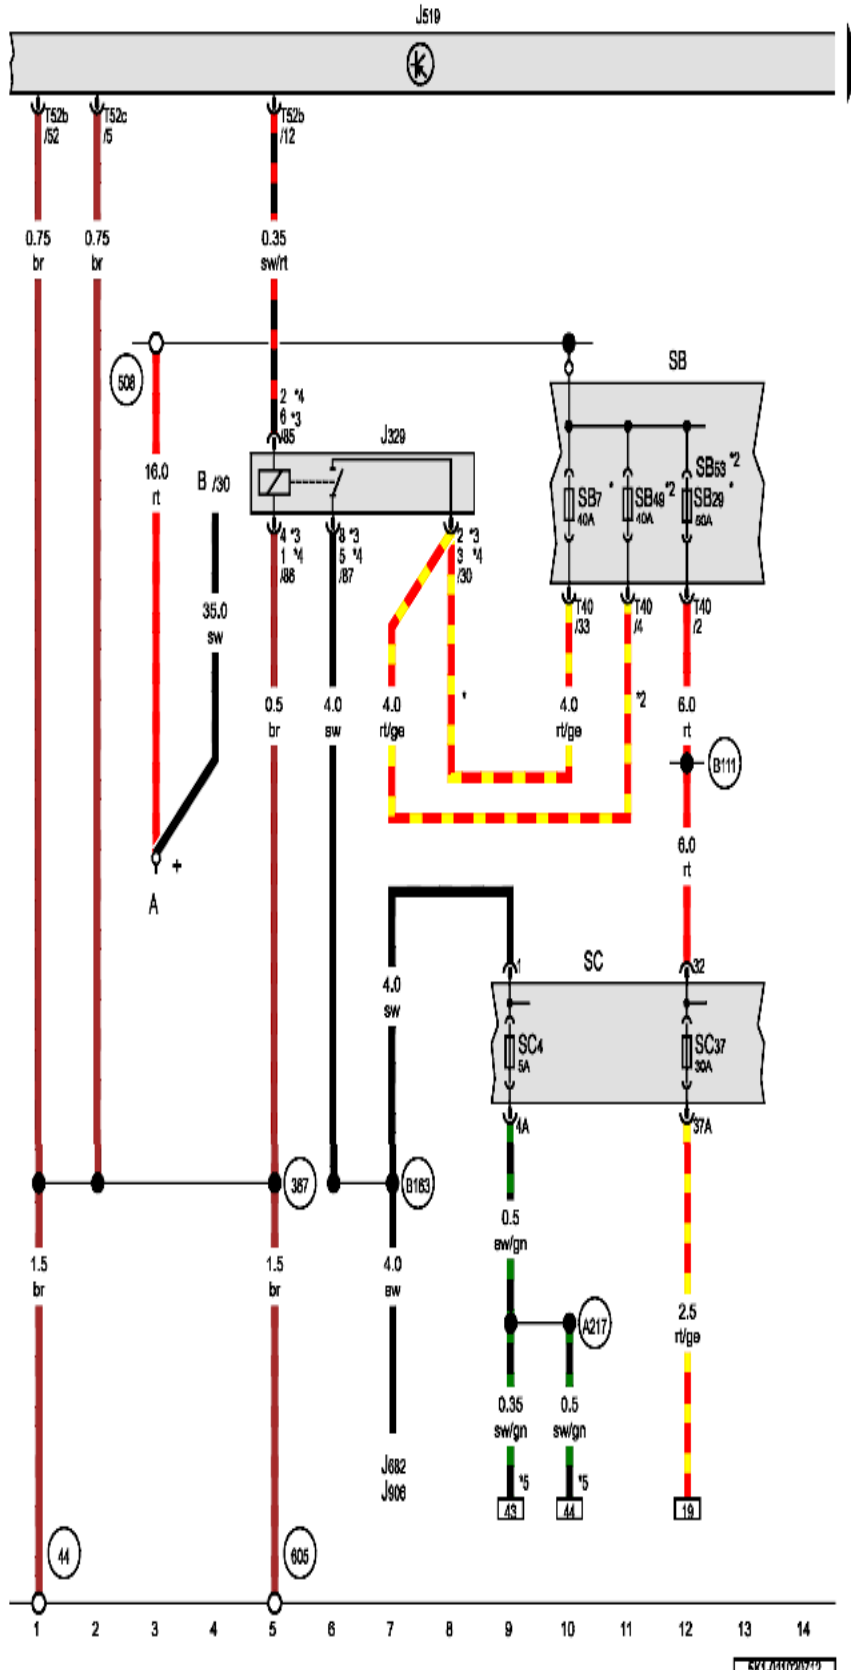 J519
T52b
/52
T52c
/5
T52b
/12
0.75
br
0.75
br
0.35
sw/rt
508
SB
2 *4
6 *3
/85
J329
16.0
rt
B /30
SB53 *2
SB7 *
40A
SB49 *2
40A
SB29 *
50A
4 *3
1 *4
/86
8 *3
5 *4
/87
2 *3
3 *4
/30
T40
/33
T40
/4
T40
/2
35.0
sw
0.5
br
4.0
sw
4.0
rt/ge
*
4.0
rt/ge
*2
6.0
rt
B111
6.0
rt
+
A
SC
1
32
4.0
sw
SC4
5A
SC37
30A
4A
37A
367
B163
0.5
sw/gn
1.5
br
1.5
br
4.0
sw
A217
2.5
rt/ge
0.35
sw/gn
0.5
sw/gn
J682
J906
*5
*5
43
44
19
44
605
1 2 3 4 5 6 7 8 9 10 11 12 13 14